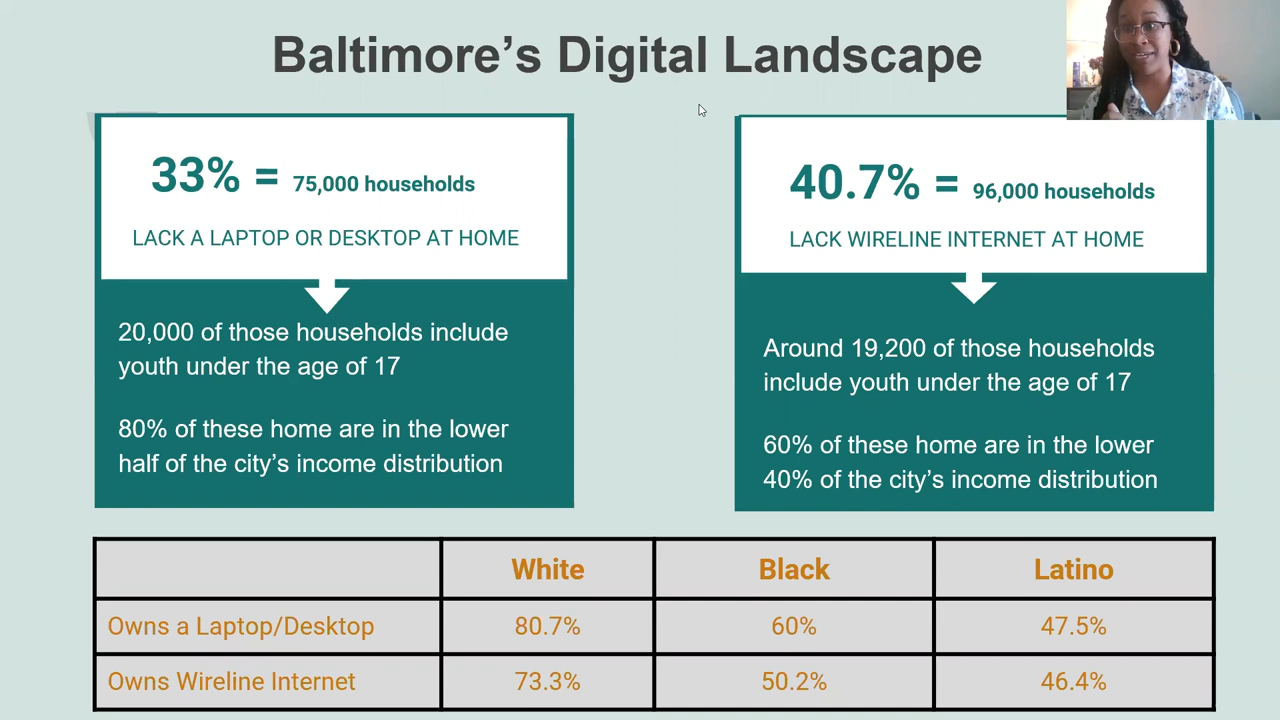 Baltimore’s Digital Landscape
33% = 75,000 households
LACK A LAPTOP OR DESKTOP AT HOME
20,000 of those households include
youth under the age of 17
80% of these home are in the lower
half of the city’s income distribution
40.7% = 96,000 households
LACK WIRELINE INTERNET AT HOME
Around 19,200 of those households
include youth under the age of 17
60% of these home are in the lower
40% of the city’s income distribution
White Black Latino
Owns a Laptop/Desktop 80.7% 60% 47.5%
Owns Wireline Internet 73.3% 50.2% 46.4%